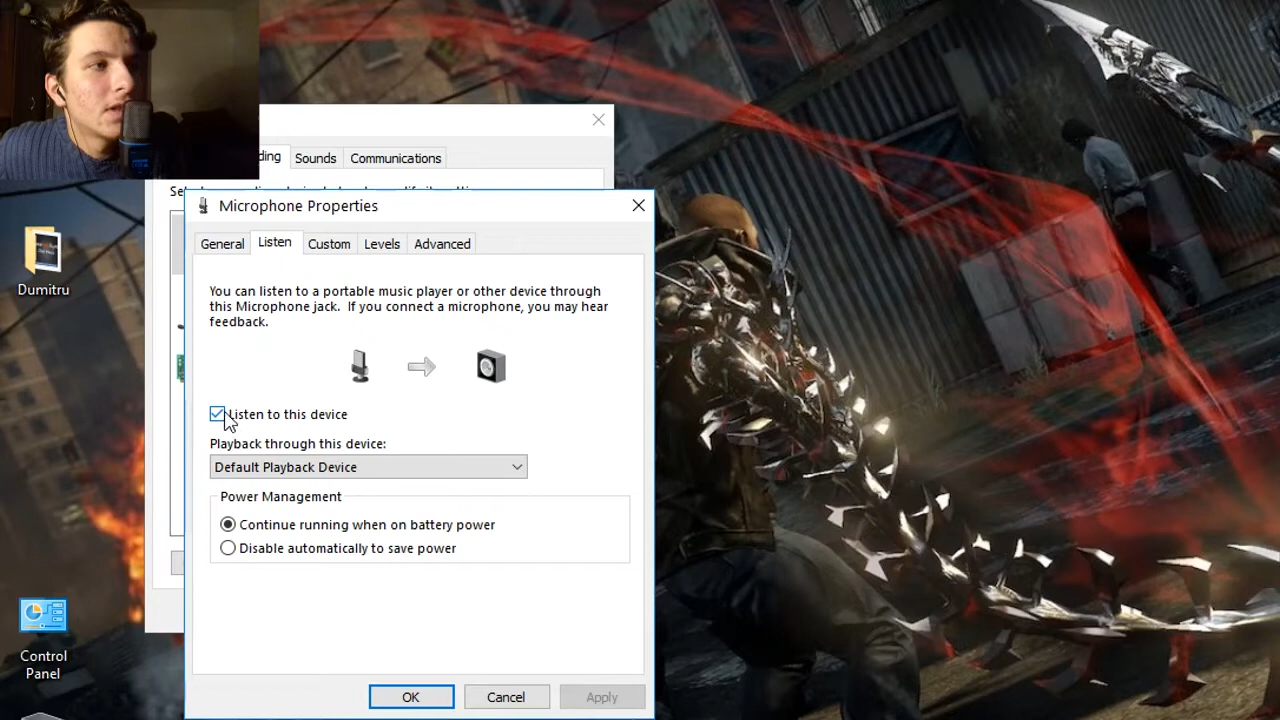 ding Sounds Communications
Microphone Properties
General Listen Custom Levels Advanced
You can listen to a portable music player or other device through
this Microphone jack. If you connect a microphone, you may hear
feedback.
Listen to this device
Playback through this device:
Default Playback Device
Power Management
Continue running when on battery power
Disable automatically to save power
OK Cancel Apply
Dumitru
Control
Panel